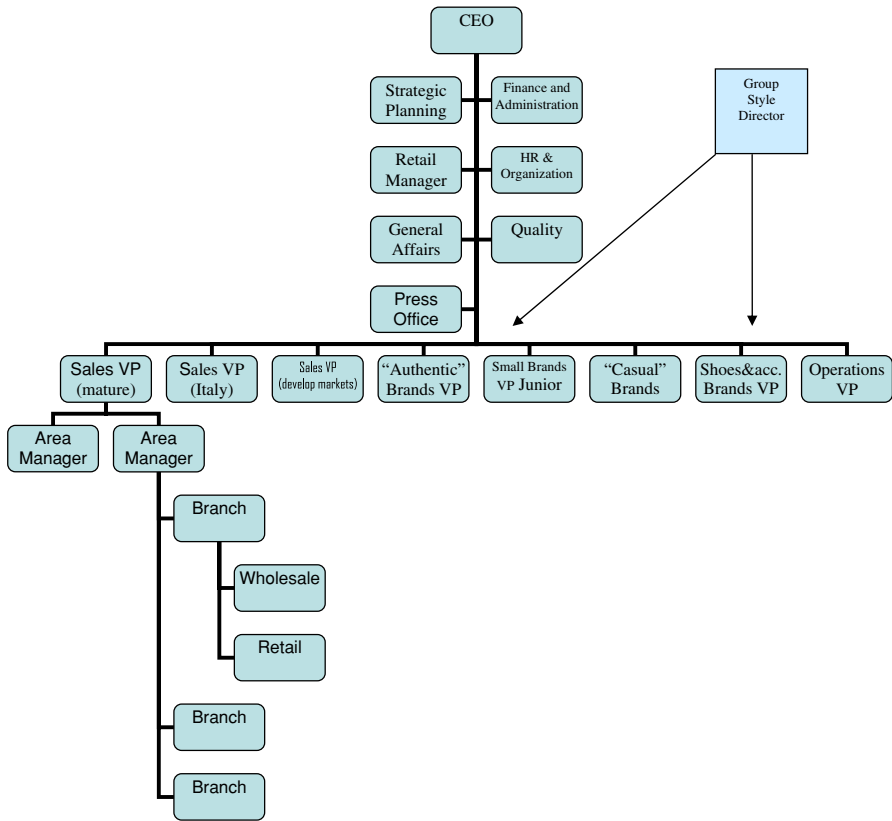 CEO
Strategic
Planning
Finance and
Administration
Group
Style
Director
Retail
Manager
HR &
Organization
General
Affairs
Quality
Press
Office
Sales VP
(mature)
Sales VP
(Italy)
Sales VP
(develop markets)
“Authentic”
Brands VP
Small Brands
VP Junior
“Casual”
Brands
Shoes&acc.
Brands VP
Operations
VP
Area
Manager
Area
Manager
Branch
Wholesale
Retail
Branch
Branch